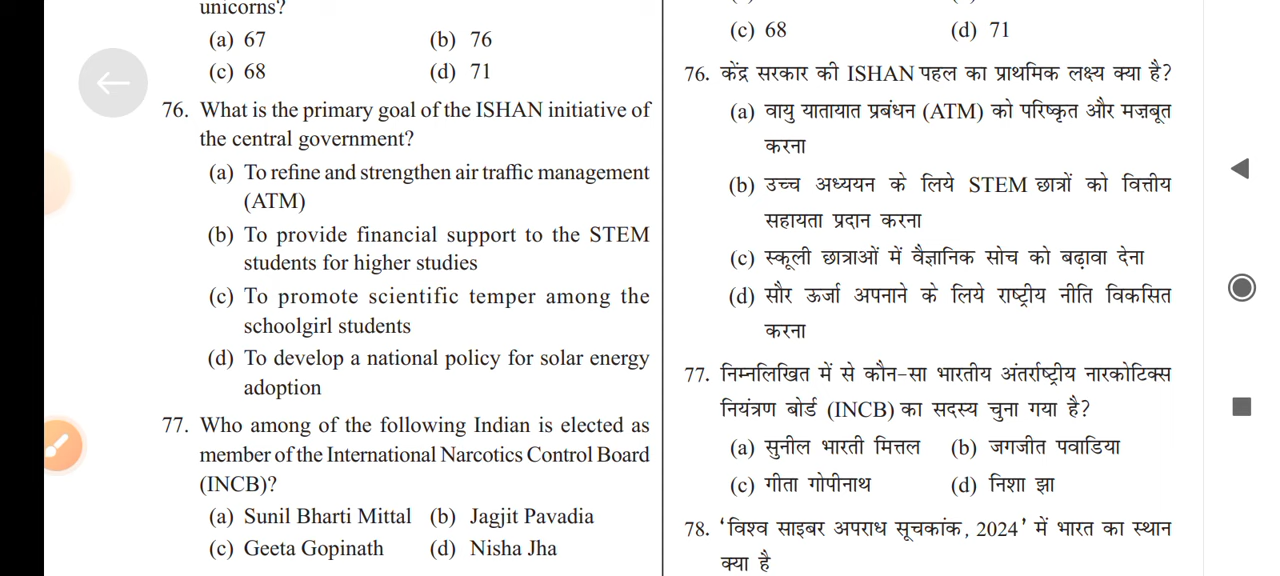 unicorns?
(a) 67 (b) 76
(c) 68 (d) 71
76. What is the primary goal of the ISHAN initiative of
the central government?
(a) To refine and strengthen air traffic management
(ATM)
(b) To provide financial support to the STEM
students for higher studies
(c) To promote scientific temper among the
schoolgirl students
(d) To develop a national policy for solar energy
adoption
77. Who among of the following Indian is elected as
member of the International Narcotics Control Board
(INCB)?
(a) Sunil Bharti Mittal (b) Jagjit Pavadia
(c) Geeta Gopinath (d) Nisha Jha
(c) 68 (d) 71
76. केंद्र सरकार की ISHAN पहल का प्राथमिक लक्ष्य क्या है?
(a) वायु यातायात प्रबंधन (ATM) को परिष्कृत और मज़बूत
करना
(b) उच्च अध्ययन के लिये STEM छात्रों को वित्तीय
सहायता प्रदान करना
(c) स्कूली छात्राओं में वैज्ञानिक सोच को बढ़ावा देना
(d) सौर ऊर्जा अपनाने के लिये राष्ट्रीय नीति विकसित
करना
77. निम्नलिखित में से कौन-सा भारतीय अंतर्राष्ट्रीय नारकोटिक्स
नियंत्रण बोर्ड (INCB) का सदस्य चुना गया है?
(a) सुनील भारती मित्तल (b) जगजीत पवाडिया
(c) गीता गोपीनाथ (d) निशा झा
78. ‘विश्व साइबर अपराध सूचकांक, 2024’ में भारत का स्थान
क्या है